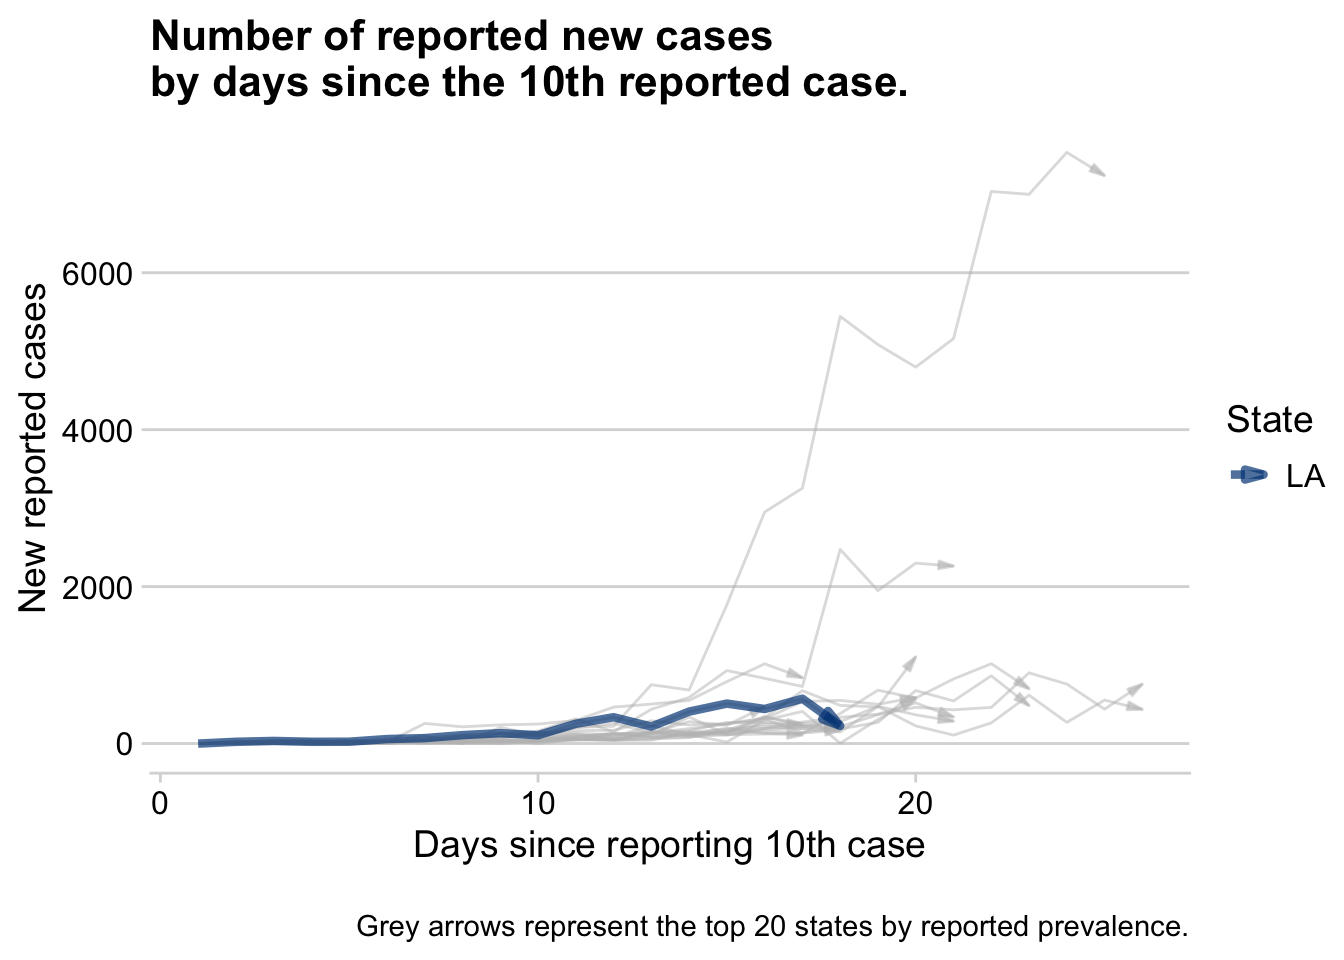 Number of reported new cases
by days since the 10th reported case.
New reported cases
6000
4000
2000
0
0
10
20
Days since reporting 10th case
State
LA
Grey arrows represent the top 20 states by reported prevalence.